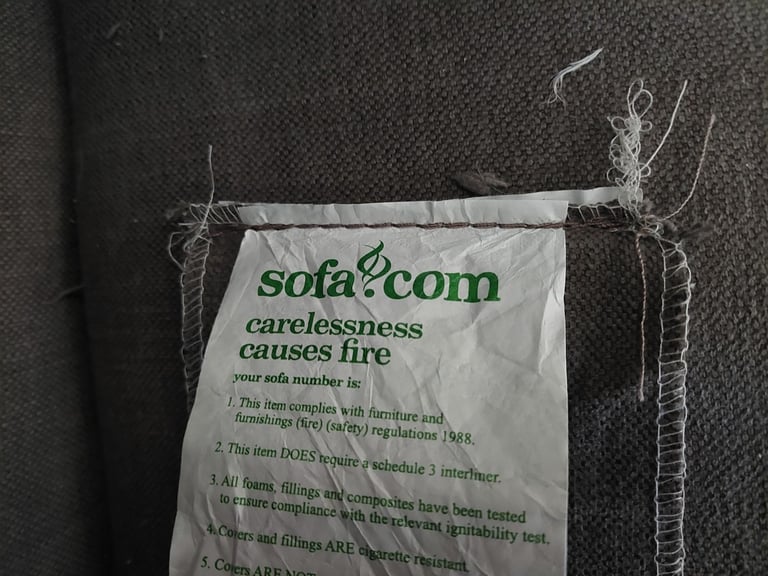 sofa.com
carelessness
causes fire
your sofa number is:
1. This item complies with furniture and
furnishings (fire) (safety) regulations 1988.
2. This item DOES require a schedule 3 interliner.
3. All foams, fillings and composites have been tested
to ensure compliance with the relevant ignitability test.
4. Covers and fillings ARE cigarette resistant.
5. Covers ARE NOT